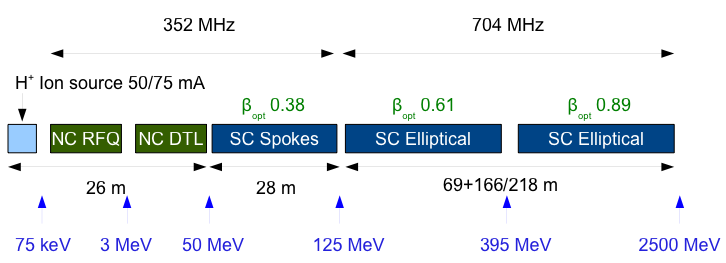 352 MHz
704 MHz
H+ Ion source 50/75 mA
βopt 0.38
βopt 0.61
βopt 0.89
NC RFQ
NC DTL
SC Spokes
SC Elliptical
SC Elliptical
26 m
28 m
69+166/218 m
75 keV
3 MeV
50 MeV
125 MeV
395 MeV
2500 MeV